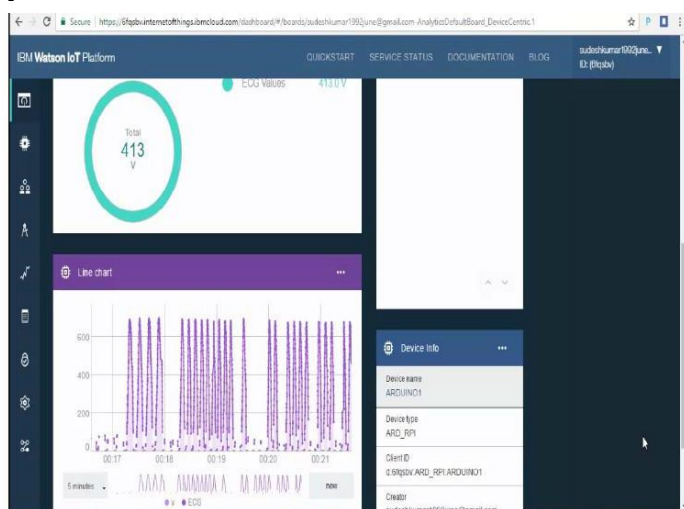 Secure https://6fqsbv.internetofthings.ibmcloud.com/dashboard/#/boards/sudeshkumar1992june@gmail.com-AnalyticDefaultBoard_DeviceCentric:1
IBM Watson IoT Platform
QUICKSTART SERVICE STATUS DOCUMENTATION BLOG
sudeshkumar1992june...
ID: (6fqsbv)
ECG Values 413.0 V
Total
413
V
Line chart
600
400
200
0
00:17 00:18 00:19 00:20 00:21
5 minutes now
v ECG
Device Info
Device name
ARDUINO1
Device type
ARD_RPI
Client ID
d:6fqsbv:ARD_RPI:ARDUINO1
Creator